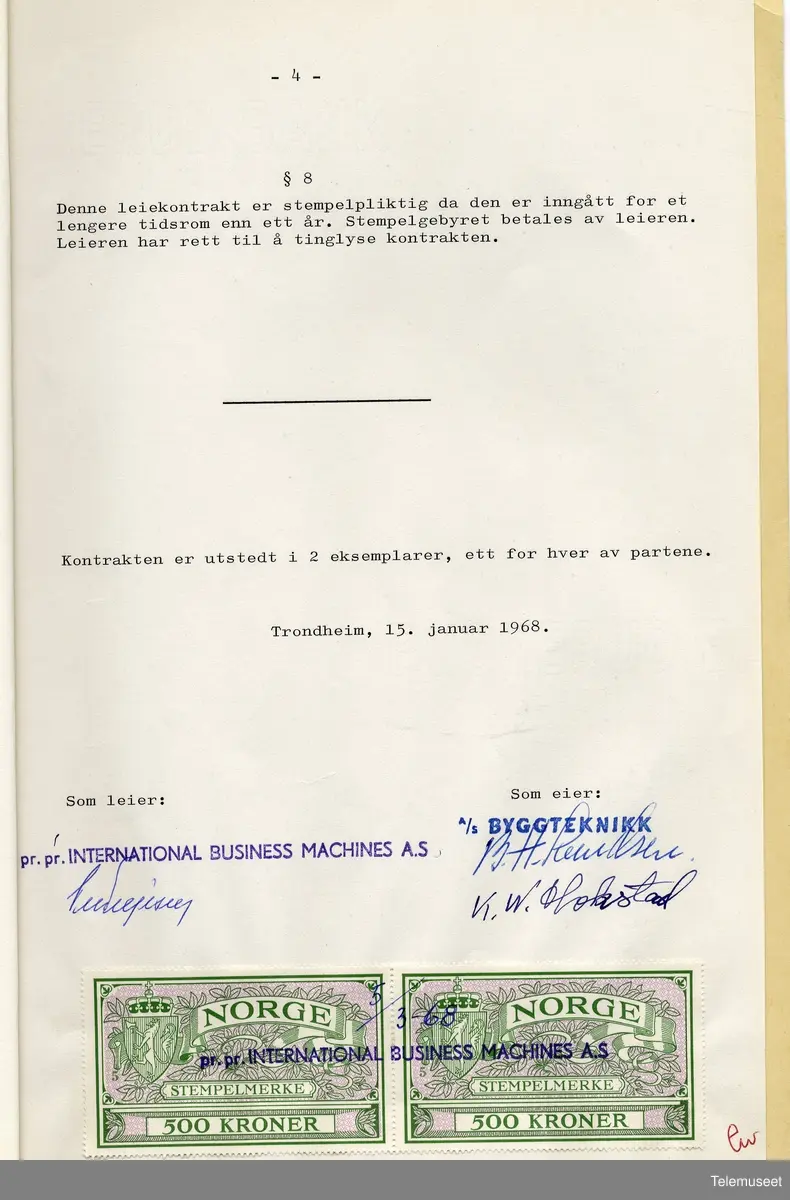 - 4 -
§ 8
Denne leiekontrakt er stempelpliktig da den er inngått for et
lengere tidsrom enn ett år. Stempelgebyret betales av leieren.
Leieren har rett til å tinglyse kontrakten.
Kontrakten er utstedt i 2 eksemplarer, ett for hver av partene.
Trondheim, 15. januar 1968.
Som leier:
Som eier:
pr. pr. INTERNATIONAL BUSINESS MACHINES A.S
A/s BYGGTEKNIKK
B.H. Knudsen.
K. W. Hokstad
NORGE
NORGE
5/3-68
pr. pr. INTERNATIONAL BUSINESS MACHINES A.S
STEMPELMERKE
STEMPELMERKE
500 KRONER
500 KRONER
Telemuseet